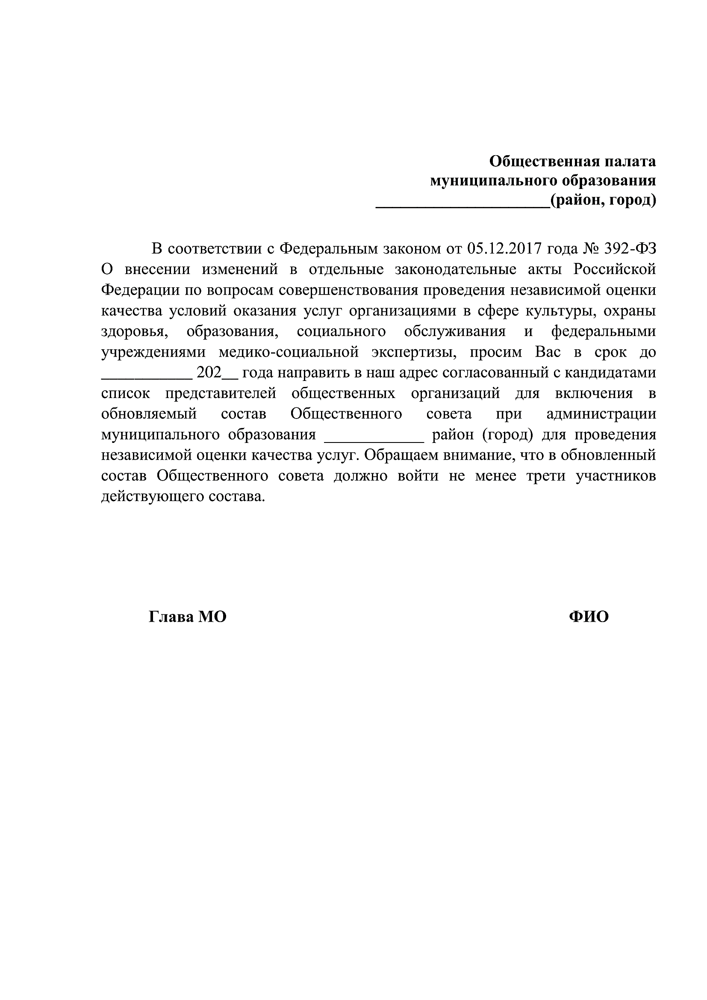 Общественная палата
муниципального образования
_____________________(район, город)
В соответствии с Федеральным законом от 05.12.2017 года № 392-ФЗ
О внесении изменений в отдельные законодательные акты Российской
Федерации по вопросам совершенствования проведения независимой оценки
качества условий оказания услуг организациями в сфере культуры, охраны
здоровья, образования, социального обслуживания и федеральными
учреждениями медико-социальной экспертизы, просим Вас в срок до
___________ 202__ года направить в наш адрес согласованный с кандидатами
список представителей общественных организаций для включения в
обновляемый состав Общественного совета при администрации
муниципального образования ____________ район (город) для проведения
независимой оценки качества услуг. Обращаем внимание, что в обновленный
состав Общественного совета должно войти не менее трети участников
действующего состава.
Глава МО ФИО